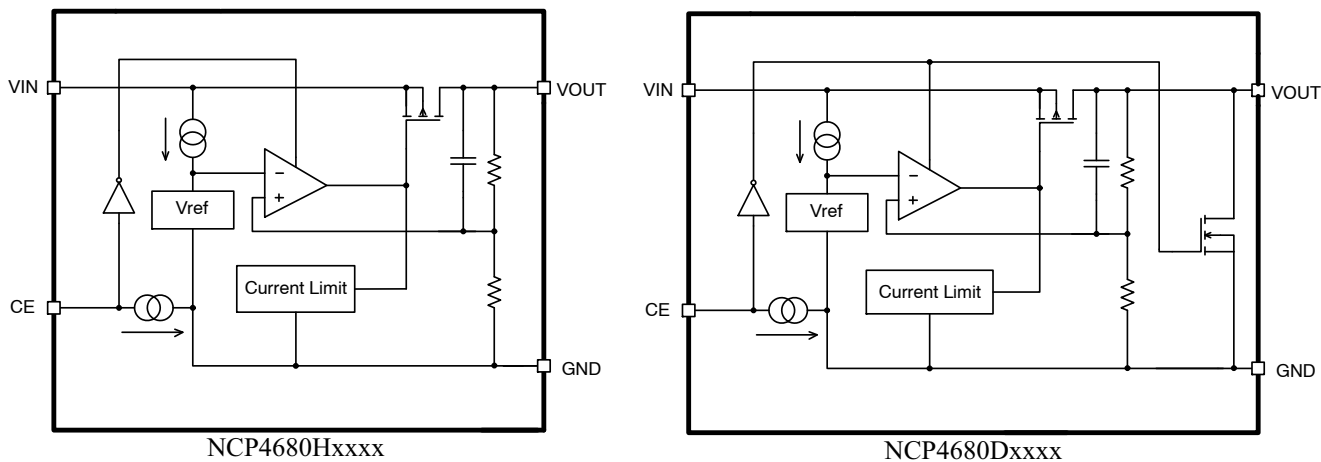 VIN
VOUT
−
+
Vref
Current Limit
CE
GND
NCP4680Hxxxx
VIN
VOUT
−
+
Vref
Current Limit
CE
GND
NCP4680Dxxxx